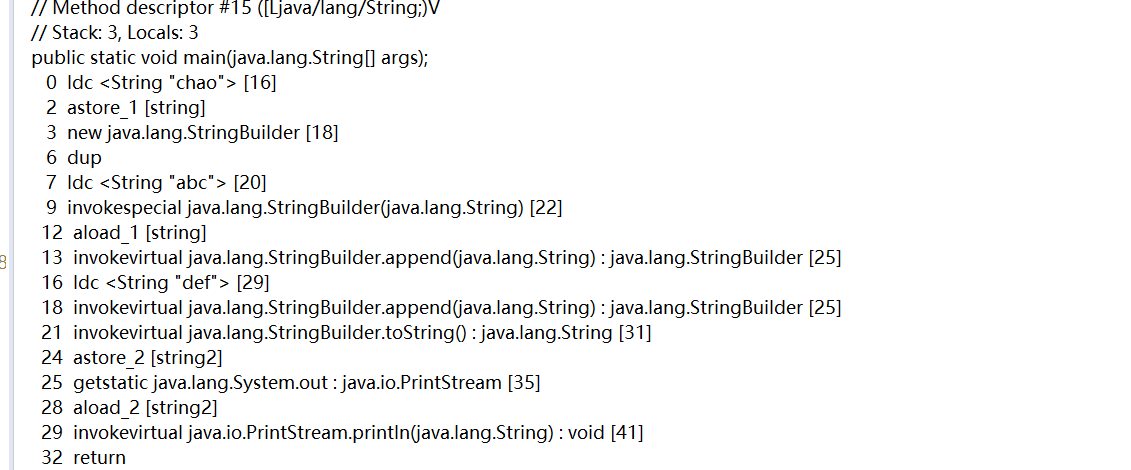 // Method descriptor #15 ([Ljava/lang/String;)V
// Stack: 3, Locals: 3
public static void main(java.lang.String[] args);
0 ldc <String "chao"> [16]
2 astore_1 [string]
3 new java.lang.StringBuilder [18]
6 dup
7 ldc <String "abc"> [20]
9 invokespecial java.lang.StringBuilder(java.lang.String) [22]
12 aload_1 [string]
13 invokevirtual java.lang.StringBuilder.append(java.lang.String) : java.lang.StringBuilder [25]
16 ldc <String "def"> [29]
18 invokevirtual java.lang.StringBuilder.append(java.lang.String) : java.lang.StringBuilder [25]
21 invokevirtual java.lang.StringBuilder.toString() : java.lang.String [31]
24 astore_2 [string2]
25 getstatic java.lang.System.out : java.io.PrintStream [35]
28 aload_2 [string2]
29 invokevirtual java.io.PrintStream.println(java.lang.String) : void [41]
32 return